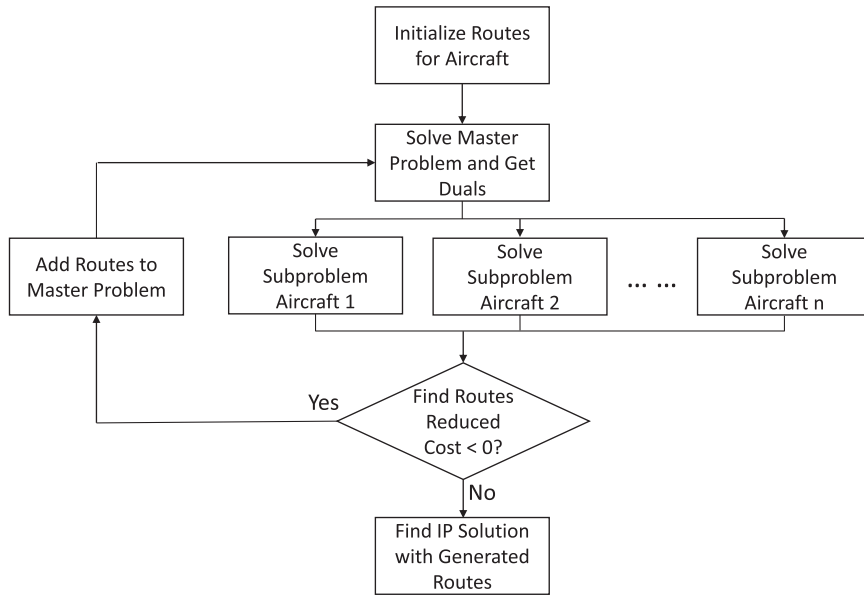 Initialize Routes
for Aircraft
Solve Master
Problem and Get
Duals
Add Routes to
Master Problem
Solve
Subproblem
Aircraft 1
Solve
Subproblem
Aircraft 2
... ...
Solve
Subproblem
Aircraft n
Yes
Find Routes
Reduced
Cost < 0?
No
Find IP Solution
with Generated
Routes